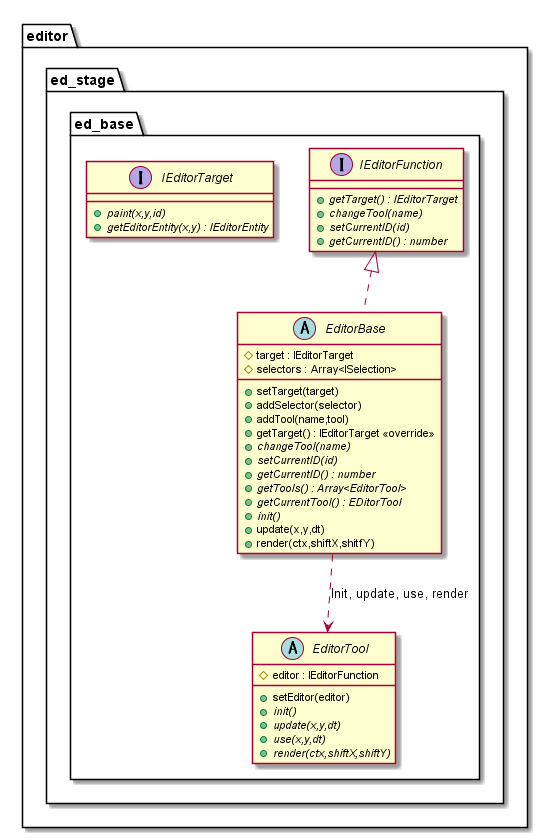 editor
ed_stage
ed_base
I IEditorTarget
paint(x,y,id)
getEditorEntity(x,y) : IEditorEntity
I IEditorFunction
getTarget() : IEditorTarget
changeTool(name)
setCurrentID(id)
getCurrentID() : number
A EditorBase
target : IEditorTarget
selectors : Array<ISelection>
setTarget(target)
addSelector(selector)
addTool(name,tool)
getTarget() : IEditorTarget «override»
changeTool(name)
setCurrentID(id)
getCurrentID() : number
getTools() : Array<EditorTool>
getCurrentTool() : EDitorTool
init()
update(x,y,dt)
render(ctx,shiftX,shitfY)
Init, update, use, render
A EditorTool
editor : IEditorFunction
setEditor(editor)
init()
update(x,y,dt)
use(x,y,dt)
render(ctx,shiftX,shiftY)